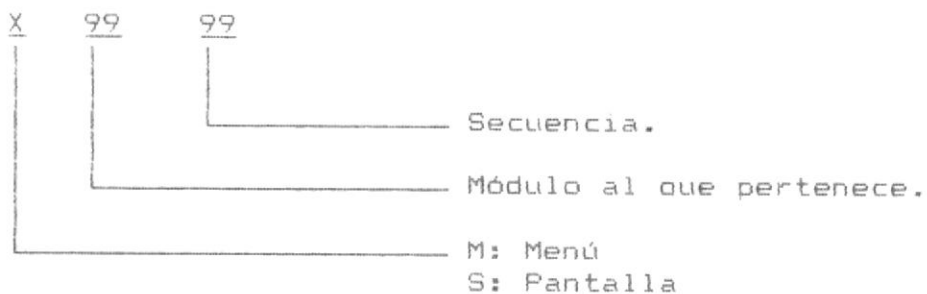 X 99 99
Secuencia.
Módulo al que pertenece.
M: Menú
S: Pantalla